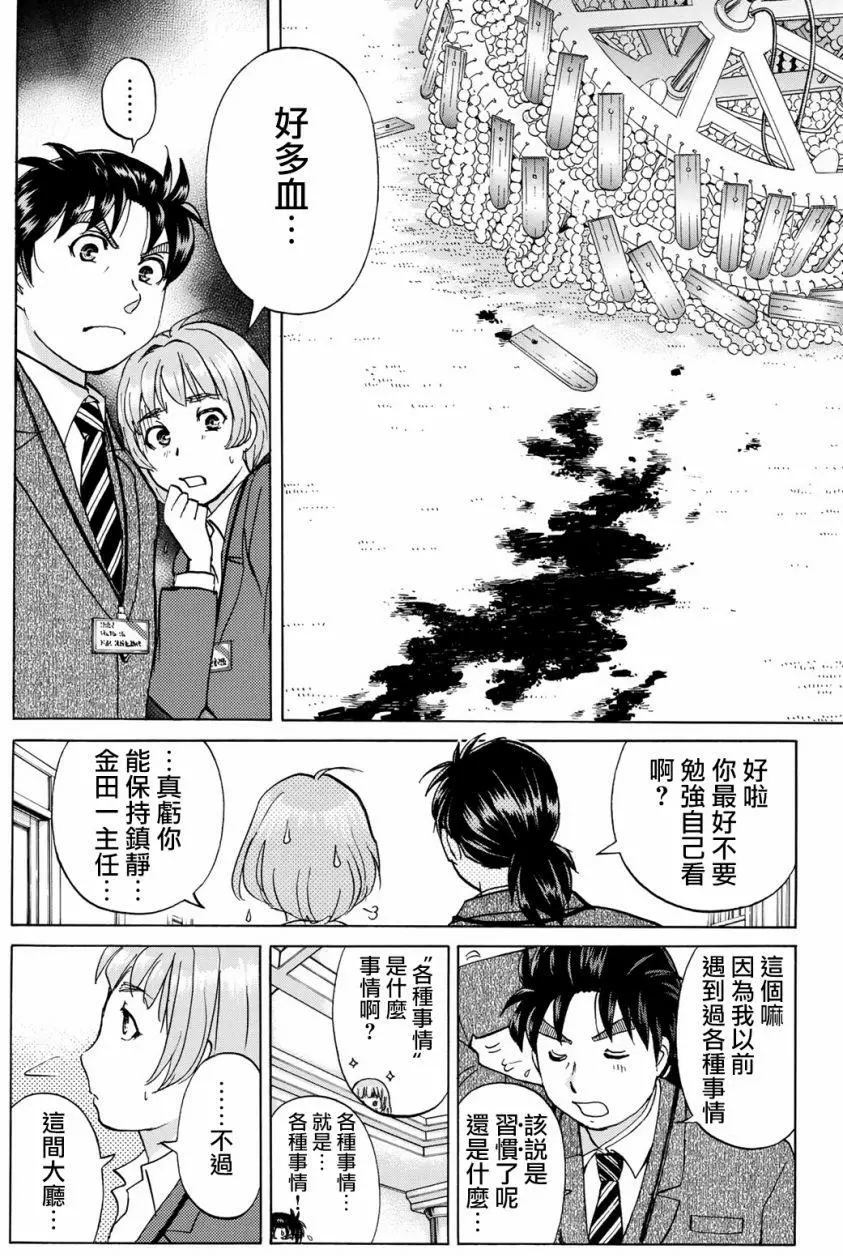 好多血…
……
好啦
你最好不要
勉強自己看
啊?
…真虧你
能保持鎮靜…
金田一主任…
這個嘛
因為我以前
遇到過各種事情
該說是
習慣了呢
還是什麼…
"各種事情"
是什麼
事情啊?
各種事情…
就是…
各種事情!
……不過
這間大廳…